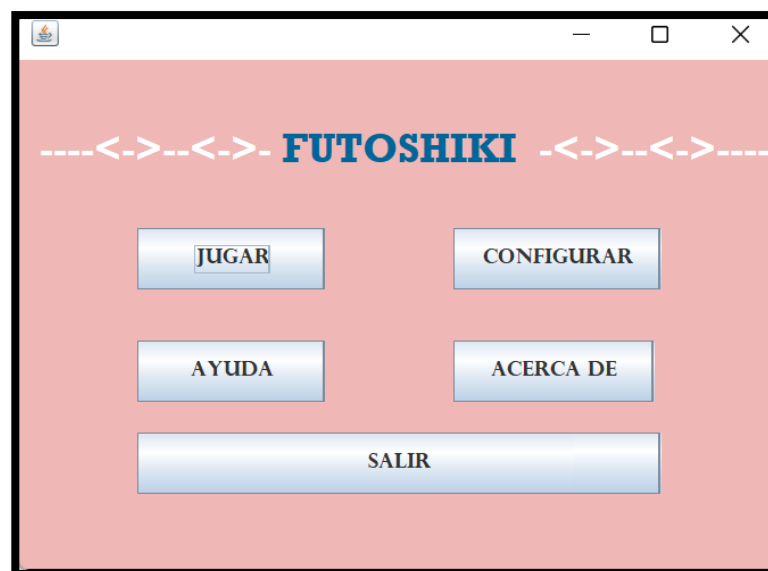 ----<->--<->- FUTOSHIKI -<->--<->----
JUGAR
CONFIGURAR
AYUDA
ACERCA DE
SALIR